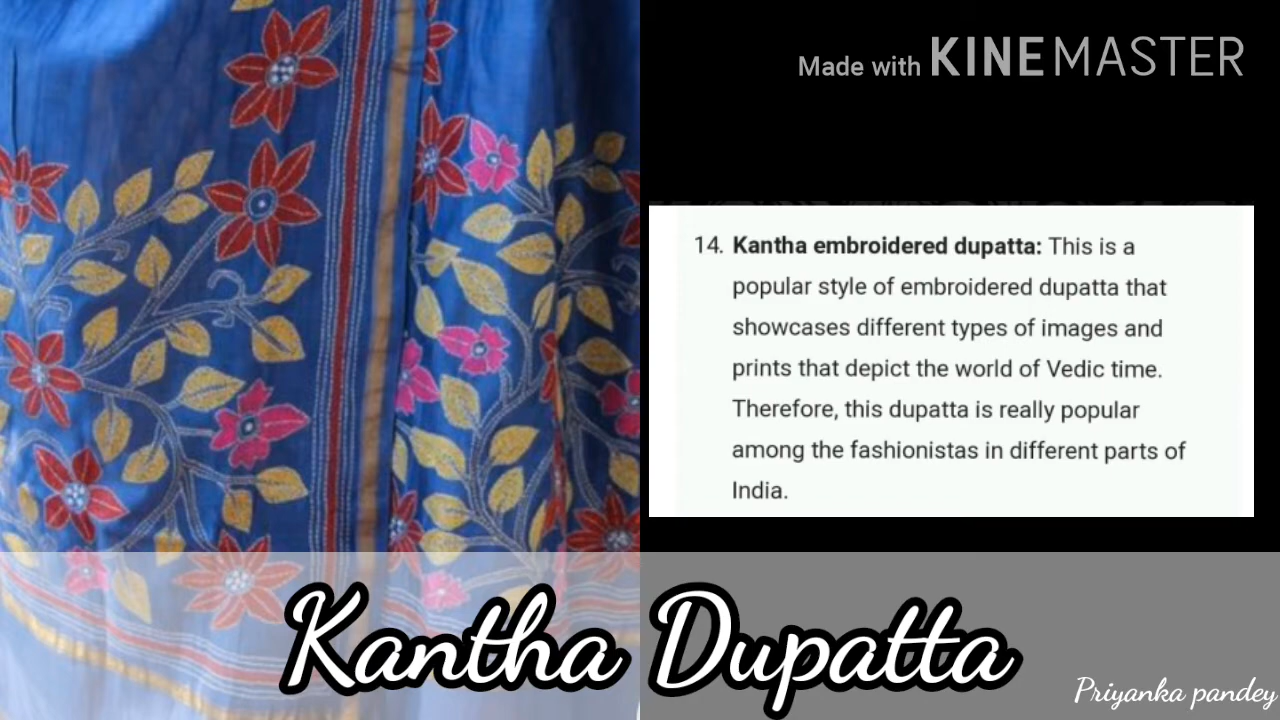 Made with KINEMASTER
14. Kantha embroidered dupatta: This is a
popular style of embroidered dupatta that
showcases different types of images and
prints that depict the world of Vedic time.
Therefore, this dupatta is really popular
among the fashionistas in different parts of
India.
Kantha Dupatta
Priyanka pandey